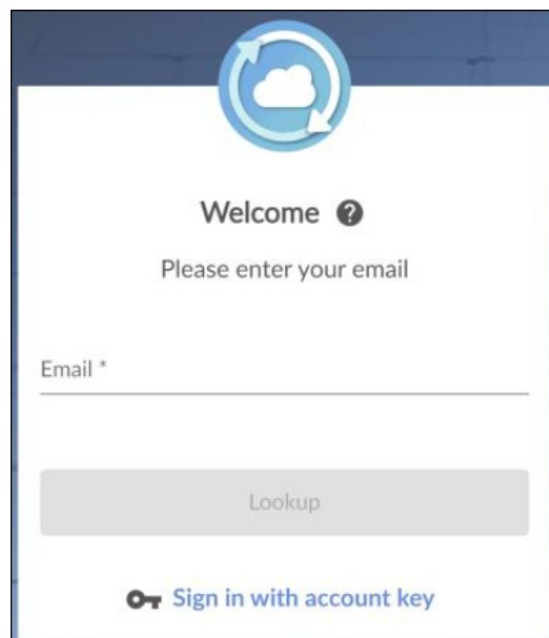 Welcome ?
Please enter your email
Email *
Lookup
Sign in with account key